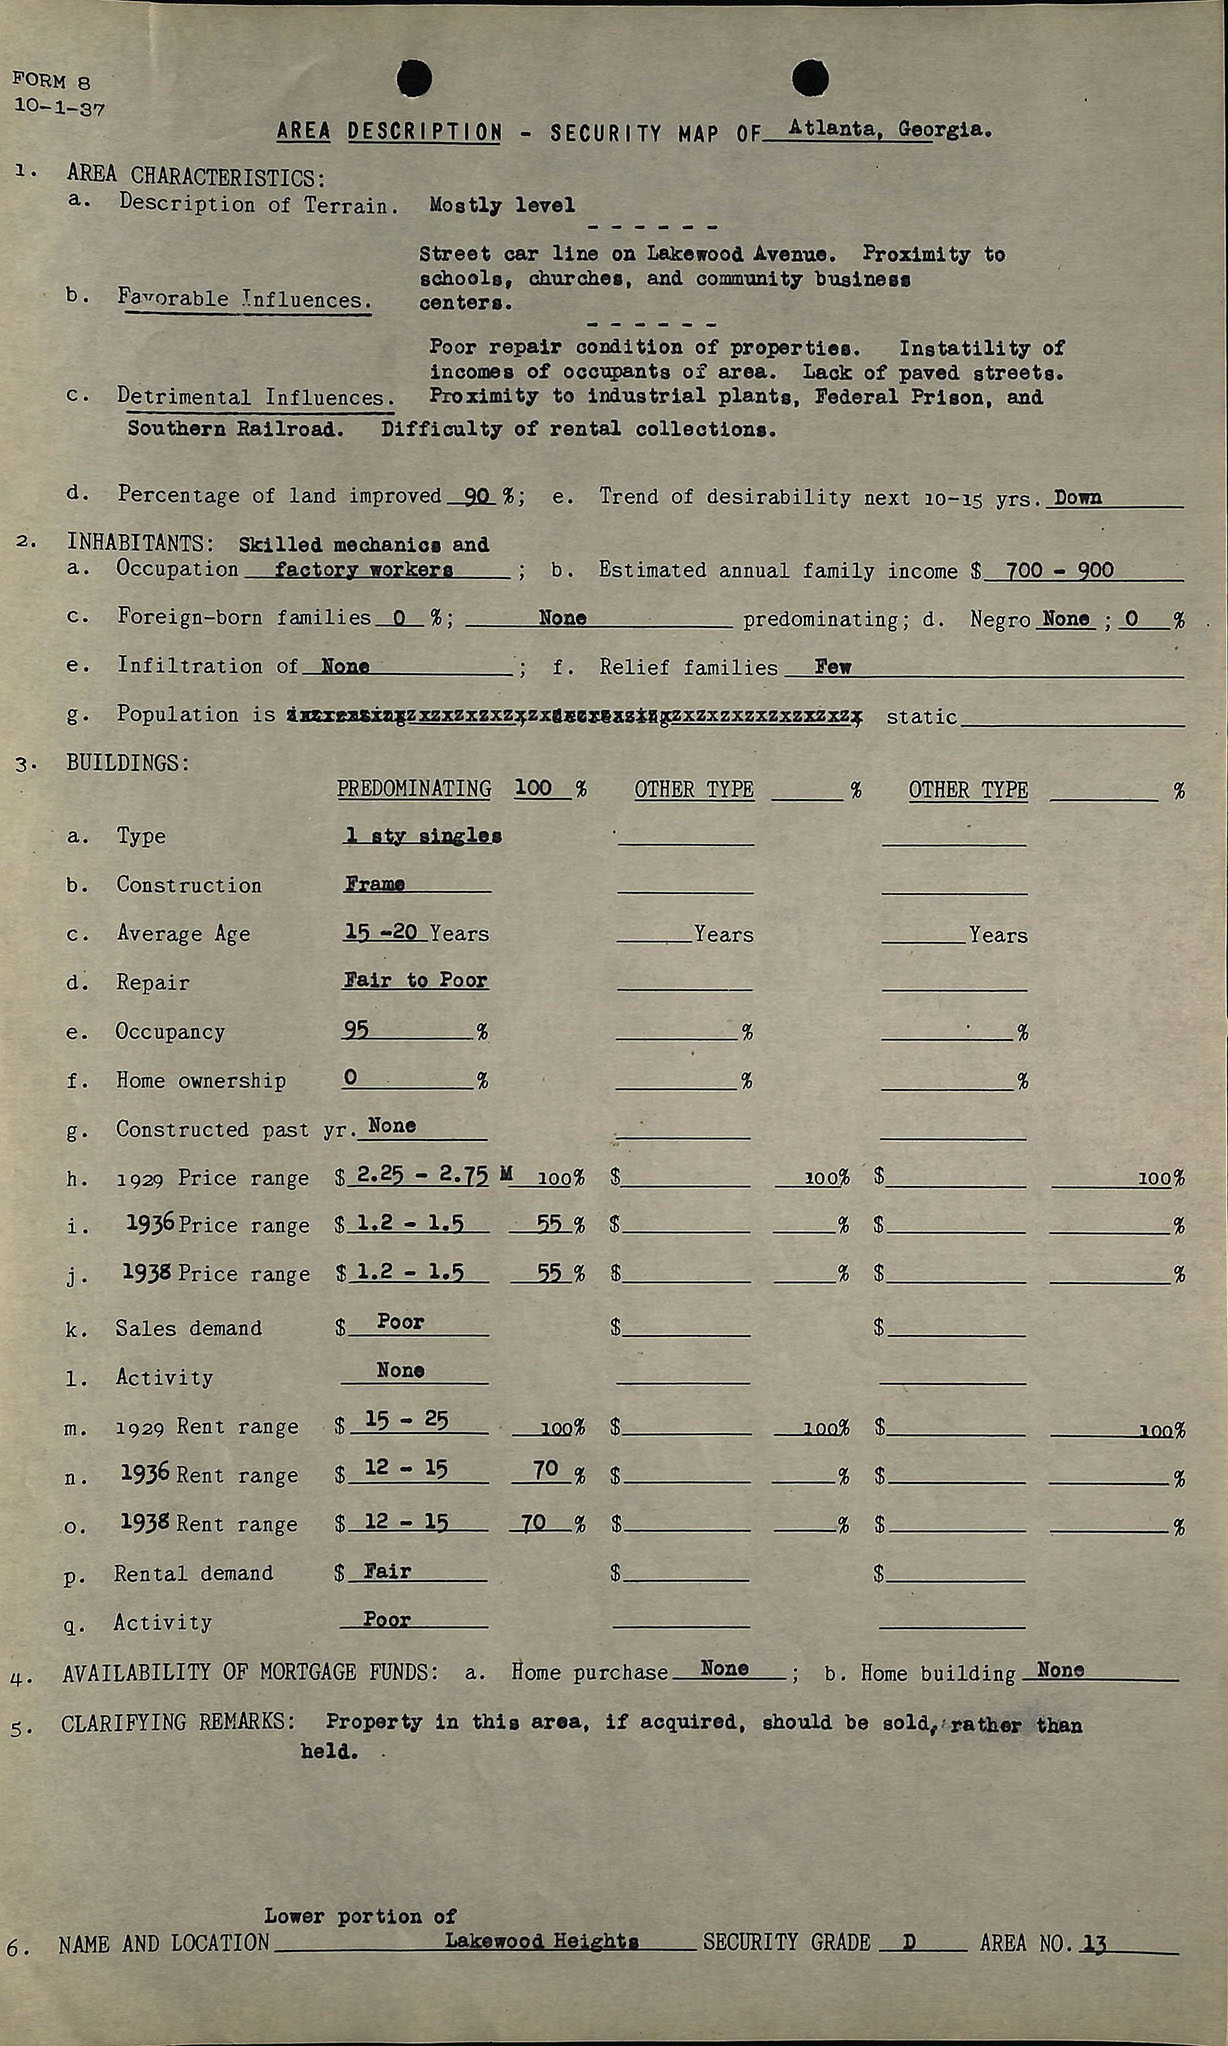 FORM 8
10-1-37
AREA DESCRIPTION - SECURITY MAP OF Atlanta, Georgia.
1. AREA CHARACTERISTICS:
a. Description of Terrain. Mostly level
- - - - - -
Street car line on Lakewood Avenue. Proximity to
schools, churches, and community business
b. Favorable Influences. centers.
- - - - - -
Poor repair condition of properties. Instatility of
incomes of occupants of area. Lack of paved streets.
c. Detrimental Influences. Proximity to industrial plants, Federal Prison, and
Southern Railroad. Difficulty of rental collections.
d. Percentage of land improved 90 %; e. Trend of desirability next 10-15 yrs. Down
2. INHABITANTS: Skilled mechanics and
a. Occupation factory workers ; b. Estimated annual family income $ 700 - 900
c. Foreign-born families 0 %; None predominating; d. Negro None ; 0 %
e. Infiltration of None ; f. Relief families Few
g. Population is static
3. BUILDINGS:
PREDOMINATING 100 % OTHER TYPE % OTHER TYPE %
a. Type 1 sty singles
b. Construction Frame
c. Average Age 15 -20 Years Years Years
d. Repair Fair to Poor
e. Occupancy 95 % % %
f. Home ownership 0 % % %
g. Constructed past yr. None
h. 1929 Price range $ 2.25 - 2.75 M 100% $ 100% $ 100%
i. 1936 Price range $ 1.2 - 1.5 55 % $ % $ %
j. 1938 Price range $ 1.2 - 1.5 55 % $ % $ %
k. Sales demand $ Poor $ $
l. Activity None
m. 1929 Rent range $ 15 - 25 100% $ 100% $ 100%
n. 1936 Rent range $ 12 - 15 70 % $ % $ %
o. 1938 Rent range $ 12 - 15 70 % $ % $ %
p. Rental demand $ Fair $ $
q. Activity Poor
4. AVAILABILITY OF MORTGAGE FUNDS: a. Home purchase None ; b. Home building None
5. CLARIFYING REMARKS: Property in this area, if acquired, should be sold, rather than
held.
Lower portion of
6. NAME AND LOCATION Lakewood Heights SECURITY GRADE D AREA NO. 13